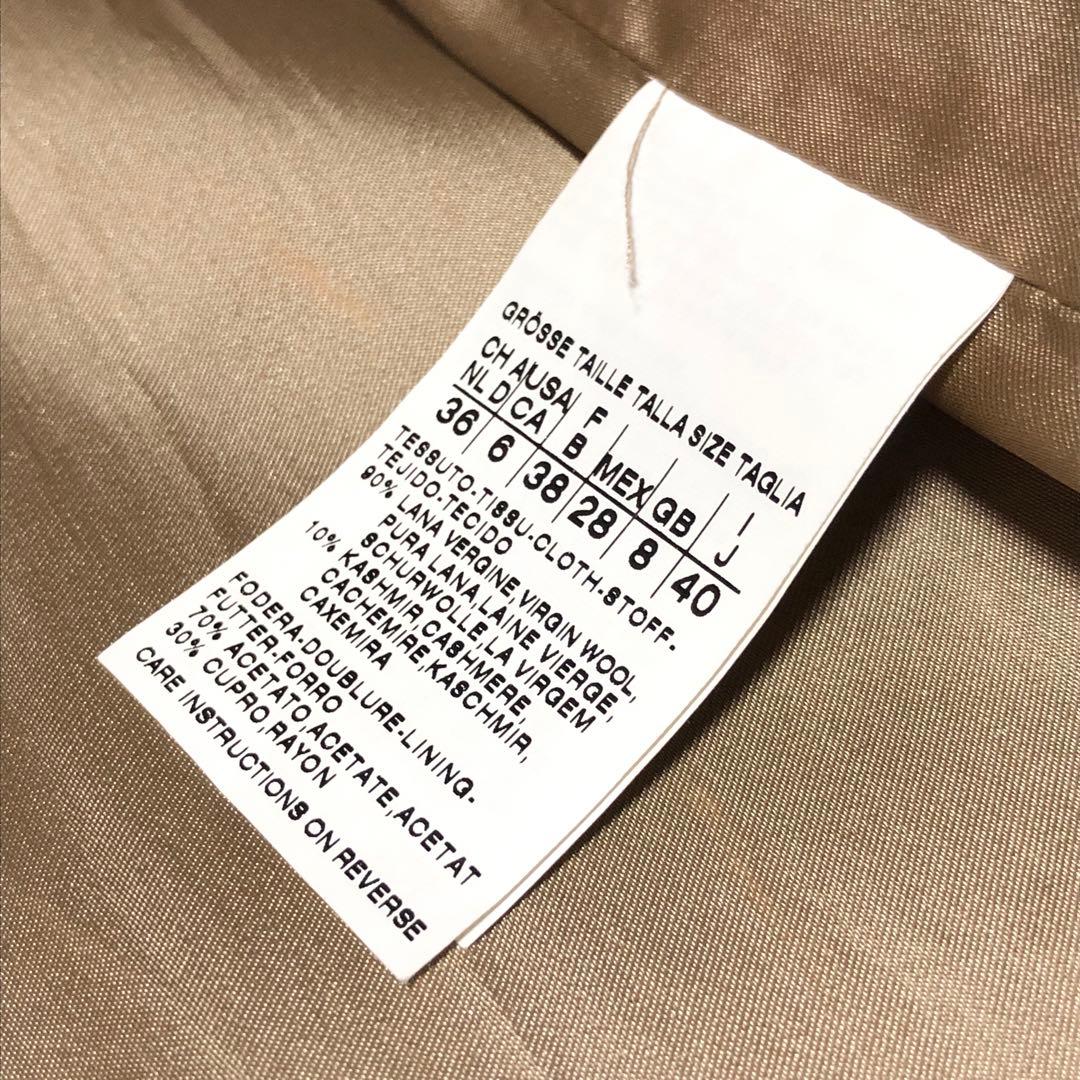 GRÖSSE TAILLE TALLA SIZE TAGLIA
CH A USA F I
NL D CA B MEX GB J
36 6 38 28 8 40
TESSUTO-TISSU-CLOTH-STOFF-
TEJIDO-TECIDO
90% LANA VERGINE,VIRGIN WOOL,
PURA LANA,LAINE VIERGE,
SCHURWOLLE,LA VIRGEM
10% KASHMIR,CASHMERE,
CACHEMIRE,KASCHMIR,
CAXEMIRA
FODERA-DOUBLURE-LINING-
FUTTER-FORRO
70% ACETATO,ACETATE,ACETAT
30% CUPRO,RAYON
CARE INSTRUCTIONS ON REVERSE